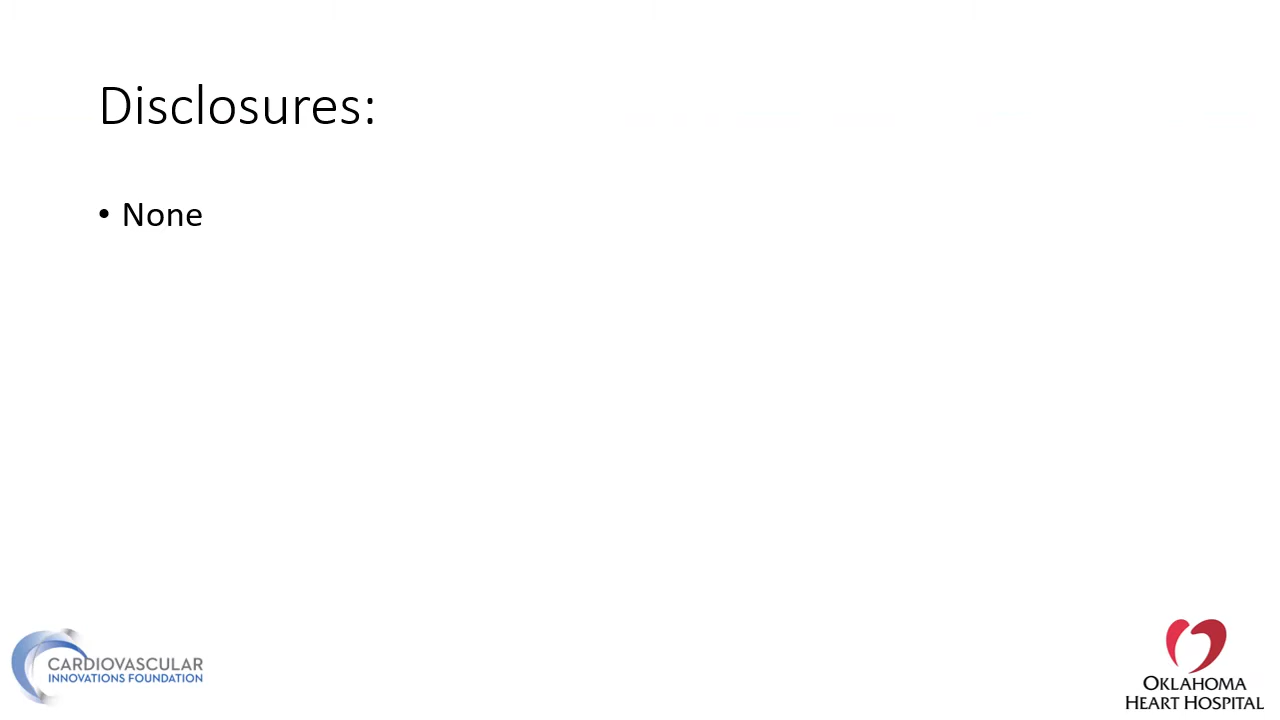 Disclosures:
• None
CARDIOVASCULAR
INNOVATIONS FOUNDATION
OKLAHOMA
HEART HOSPITAL